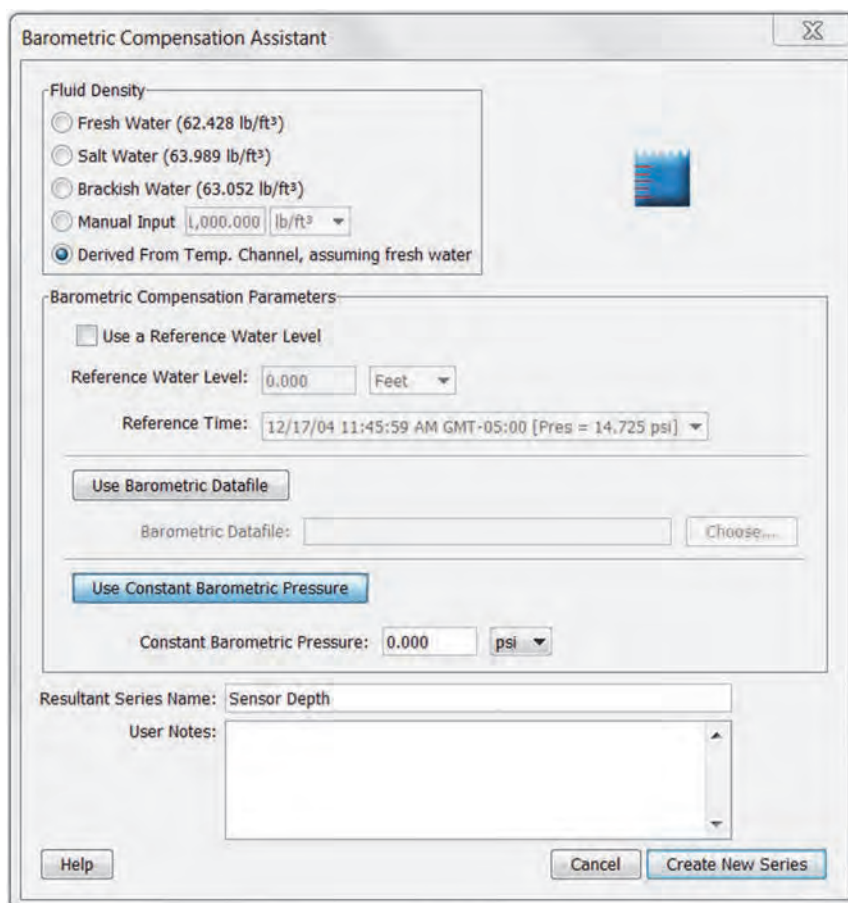 Barometric Compensation Assistant
Fluid Density
Fresh Water (62.428 lb/ft³)
Salt Water (63.989 lb/ft³)
Brackish Water (63.052 lb/ft³)
Manual Input 1,000.000 lb/ft³
Derived From Temp. Channel, assuming fresh water
Barometric Compensation Parameters
Use a Reference Water Level
Reference Water Level: 0.000 Feet
Reference Time: 12/17/04 11:45:59 AM GMT-05:00 [Pres = 14.725 psi]
Use Barometric Datafile
Barometric Datafile: Choose...
Use Constant Barometric Pressure
Constant Barometric Pressure: 0.000 psi
Resultant Series Name: Sensor Depth
User Notes:
Help Cancel Create New Series